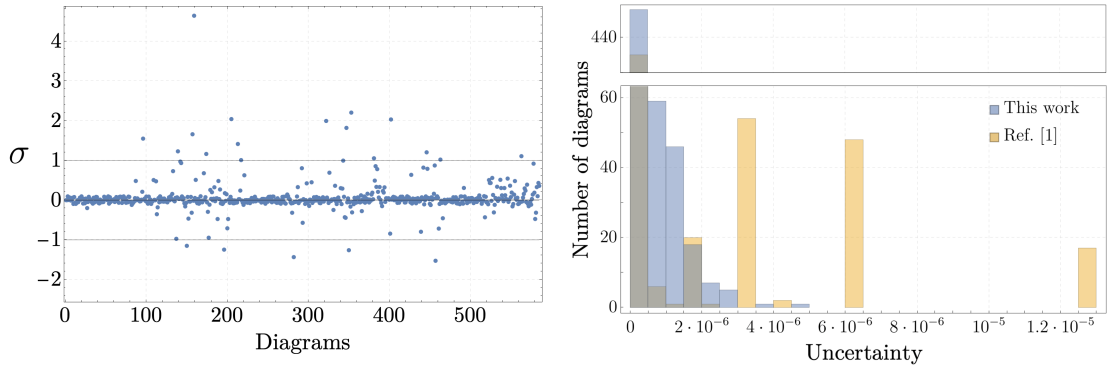 4
3
2
1
0
−1
−2
σ
0 100 200 300 400 500
Diagrams
440
60
40
20
0
Number of diagrams
This work
Ref. [1]
0 2·10⁻⁶ 4·10⁻⁶ 6·10⁻⁶ 8·10⁻⁶ 10⁻⁵ 1.2·10⁻⁵
Uncertainty